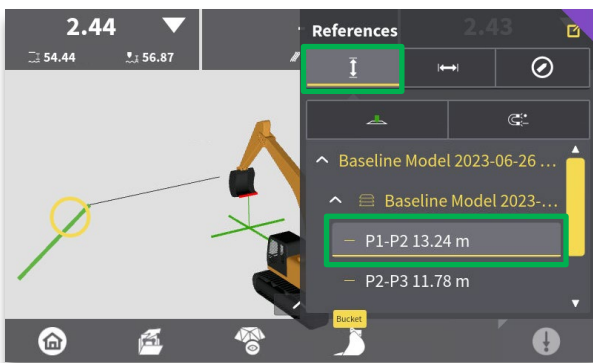 2.44
54.44
56.87
References
2.43
Baseline Model 2023-06-26 ...
Baseline Model 2023-...
P1-P2 13.24 m
P2-P3 11.78 m
Bucket